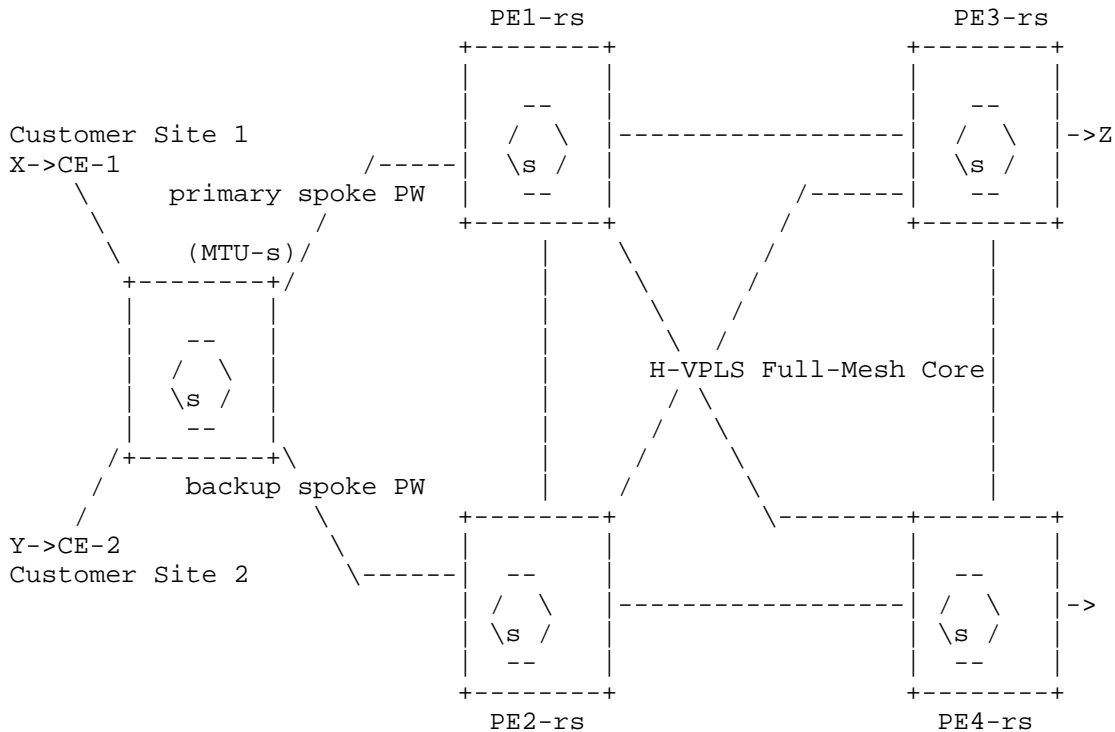 PE1-rs PE3-rs
Customer Site 1 ->Z
X->CE-1 s s
primary spoke PW
(MTU-s)
H-VPLS Full-Mesh Core
s
backup spoke PW
Y->CE-2
Customer Site 2 ->
s s
PE2-rs PE4-rs